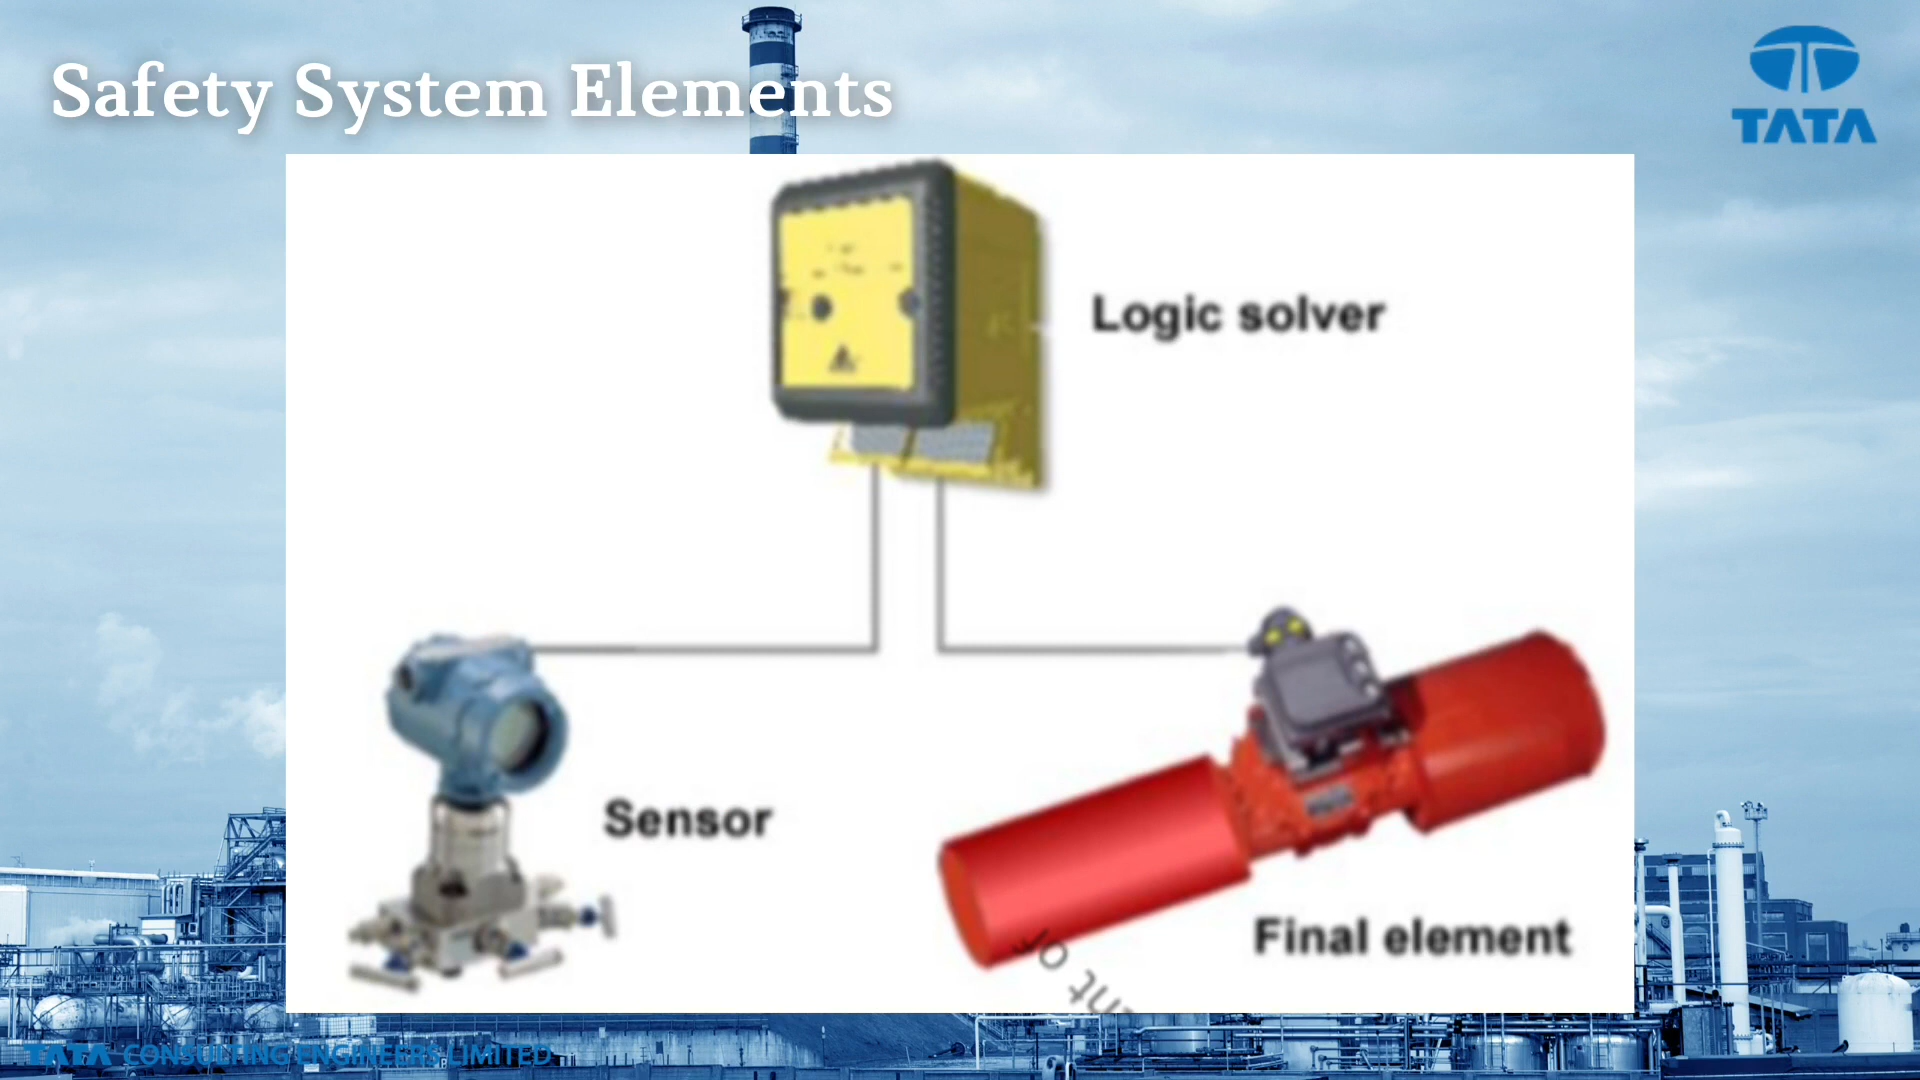 Safety System Elements
TATA
Logic solver
Sensor
Final element
TATA CONSULTING ENGINEERS LIMITED